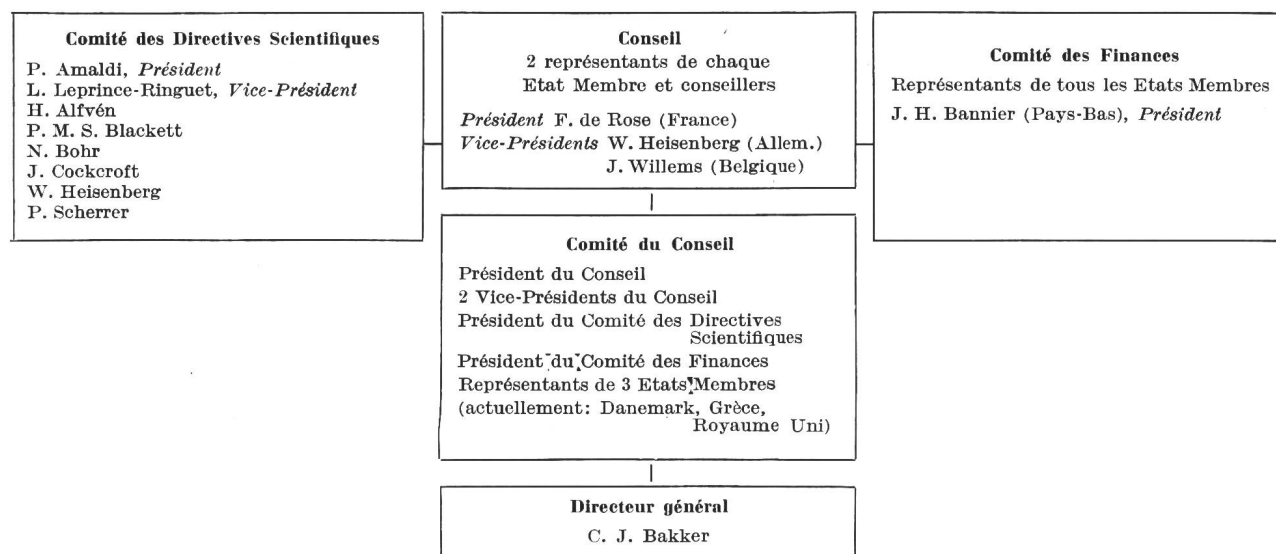 Comité des Directives Scientifiques
P. Amaldi, Président
L. Leprince-Ringuet, Vice-Président
H. Alfvén
P. M. S. Blackett
N. Bohr
J. Cockcroft
W. Heisenberg
P. Scherrer
Conseil
2 représentants de chaque
Etat Membre et conseillers
Président F. de Rose (France)
Vice-Présidents W. Heisenberg (Allem.)
J. Willems (Belgique)
Comité des Finances
Représentants de tous les Etats Membres
J. H. Bannier (Pays-Bas), Président
Comité du Conseil
Président du Conseil
2 Vice-Présidents du Conseil
Président du Comité des Directives
Scientifiques
Président du Comité des Finances
Représentants de 3 Etats Membres
(actuellement: Danemark, Grèce,
Royaume Uni)
Directeur général
C. J. Bakker